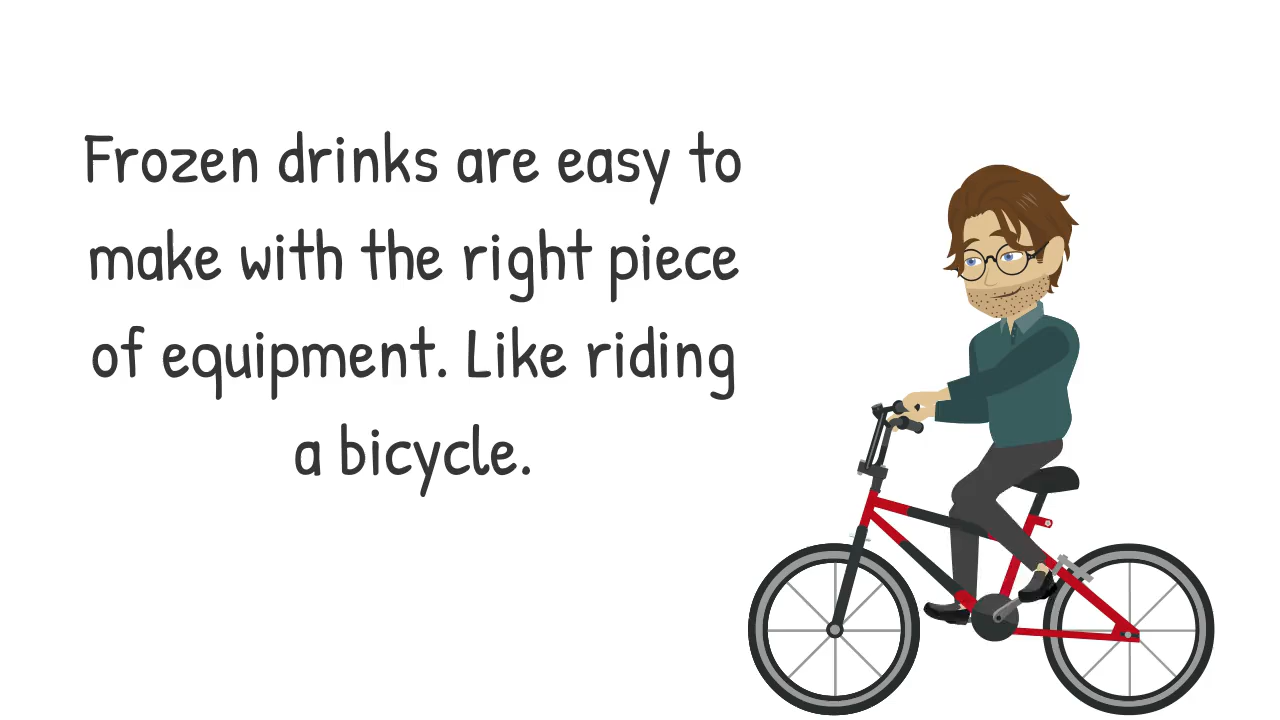 Frozen drinks are easy to
make with the right piece
of equipment. Like riding
a bicycle.